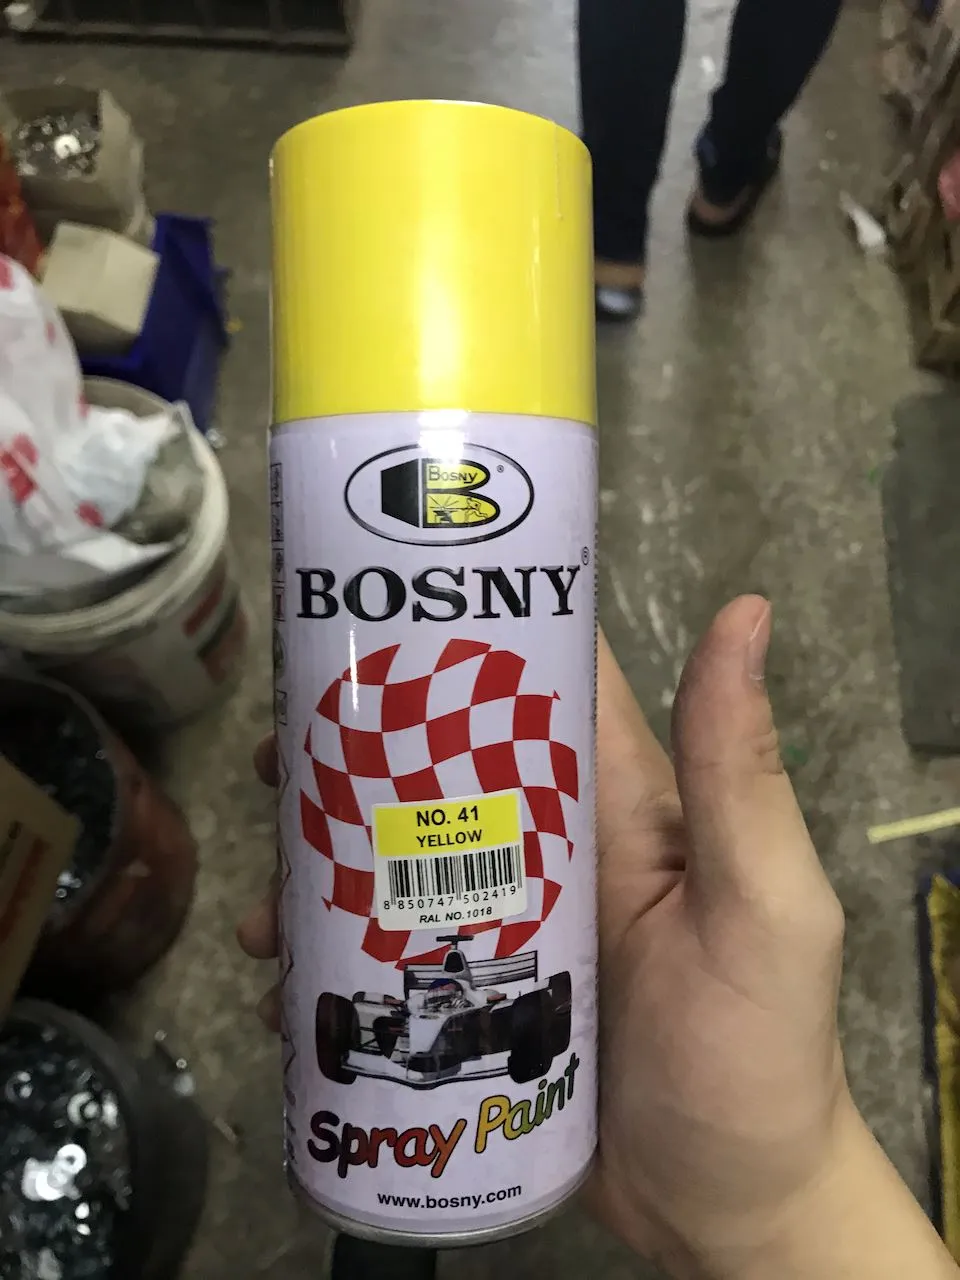 BOSNY
®
BOSNY®
NO. 41
YELLOW
8 850747 502419
RAL NO.1018
Spray Paint
www.bosny.com